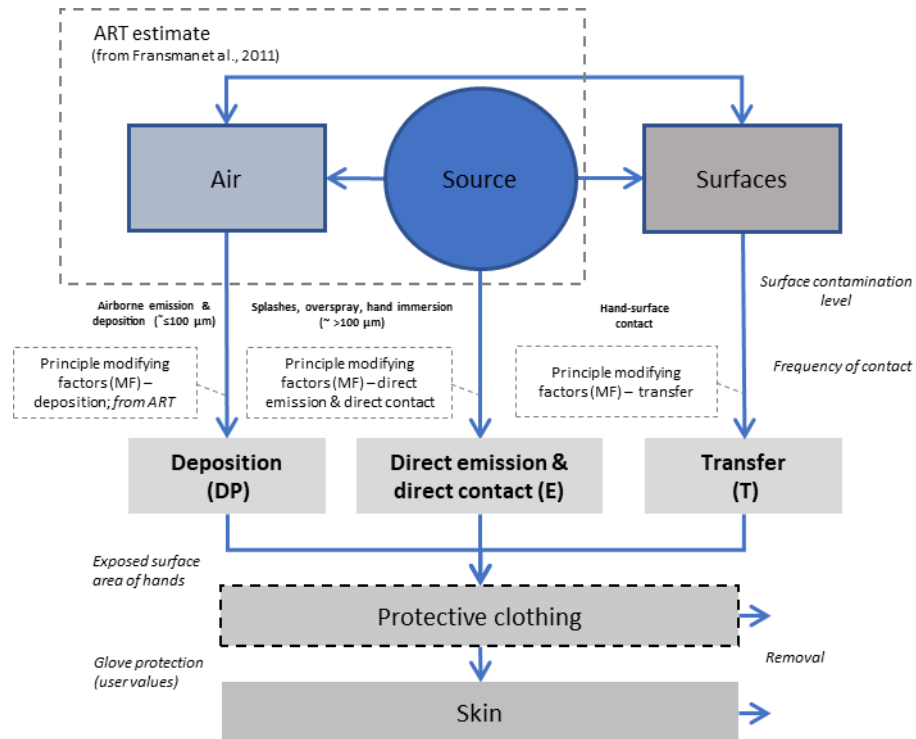 ART estimate
(from Fransman et al., 2011)
Air
Source
Surfaces
Surface contamination
level
Airborne emission &
deposition (˜≤100 µm)
Splashes, overspray, hand immersion
(~ >100 µm)
Hand-surface
contact
Frequency of contact
Principle modifying
factors (MF) –
deposition; from ART
Principle modifying
factors (MF) – direct
emission & direct contact
Principle modifying
factors (MF) – transfer
Deposition
(DP)
Direct emission &
direct contact (E)
Transfer
(T)
Exposed surface
area of hands
Protective clothing
Glove protection
(user values)
Removal
Skin